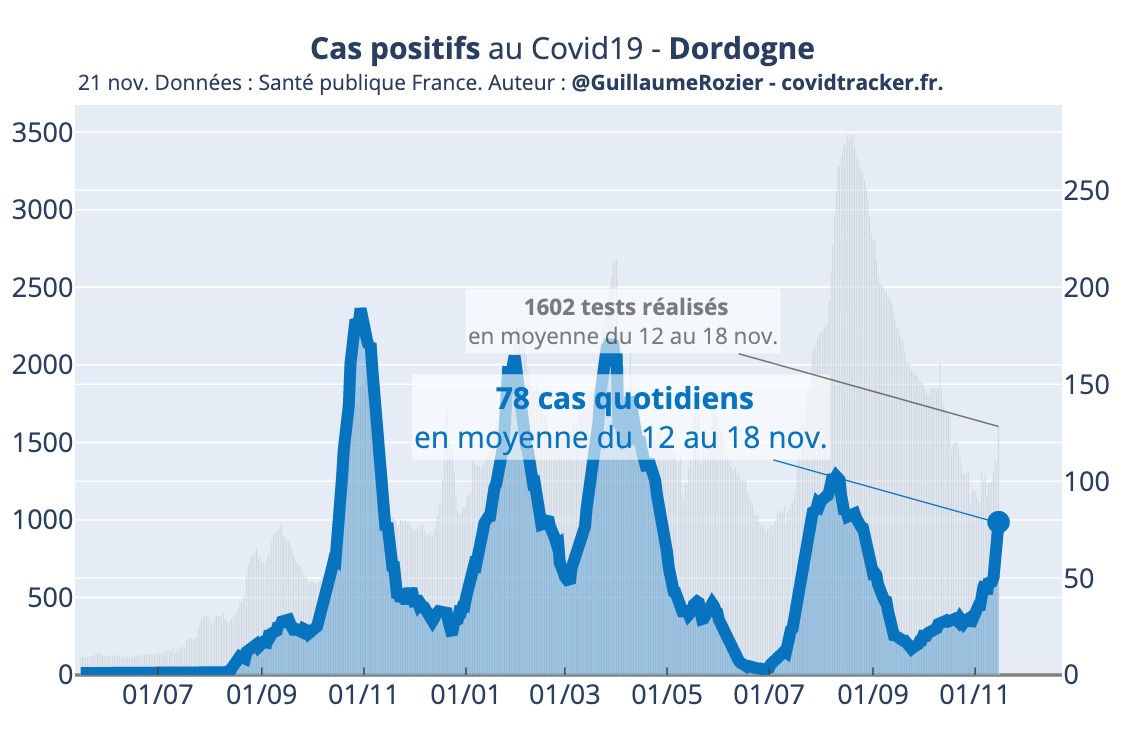 Cas positifs au Covid19 - Dordogne
21 nov. Données : Santé publique France. Auteur : @GuillaumeRozier - covidtracker.fr.
3500
3000
2500
2000
1500
1000
500
0
250
200
150
100
50
0
1602 tests réalisés
en moyenne du 12 au 18 nov.
78 cas quotidiens
en moyenne du 12 au 18 nov.
01/07 01/09 01/11 01/01 01/03 01/05 01/07 01/09 01/11